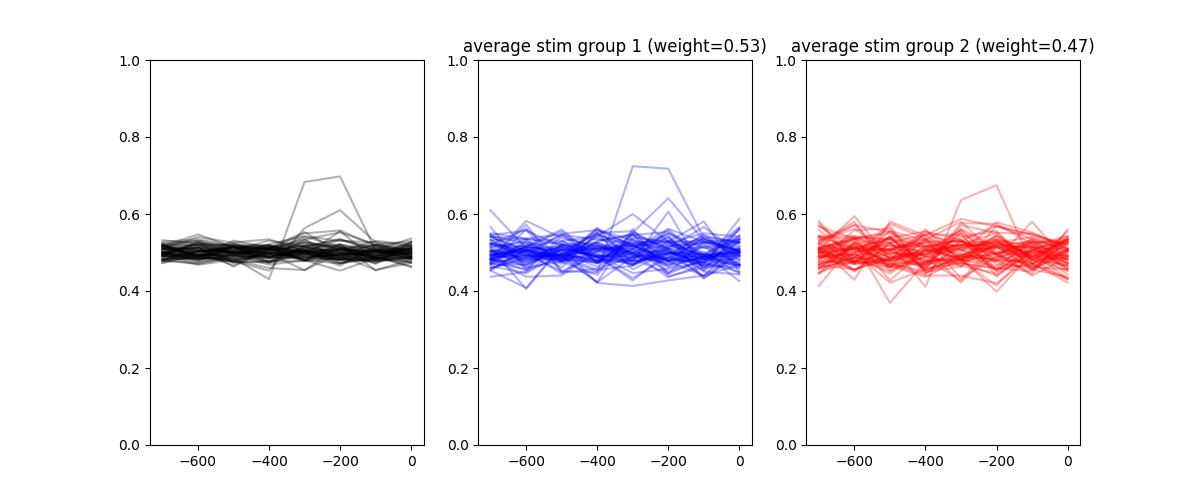 average stim group 1 (weight=0.53) average stim group 2 (weight=0.47)
1.0 1.0 1.0
0.8 0.8 0.8
0.6 0.6 0.6
0.4 0.4 0.4
0.2 0.2 0.2
0.0 0.0 0.0
−600 −400 −200 0 −600 −400 −200 0 −600 −400 −200 0